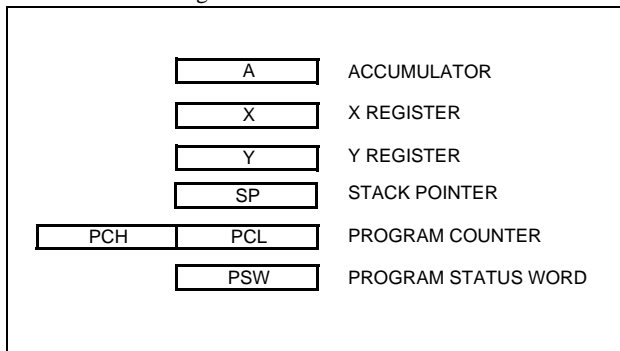 A ACCUMULATOR
X X REGISTER
Y Y REGISTER
SP STACK POINTER
PCH PCL PROGRAM COUNTER
PSW PROGRAM STATUS WORD